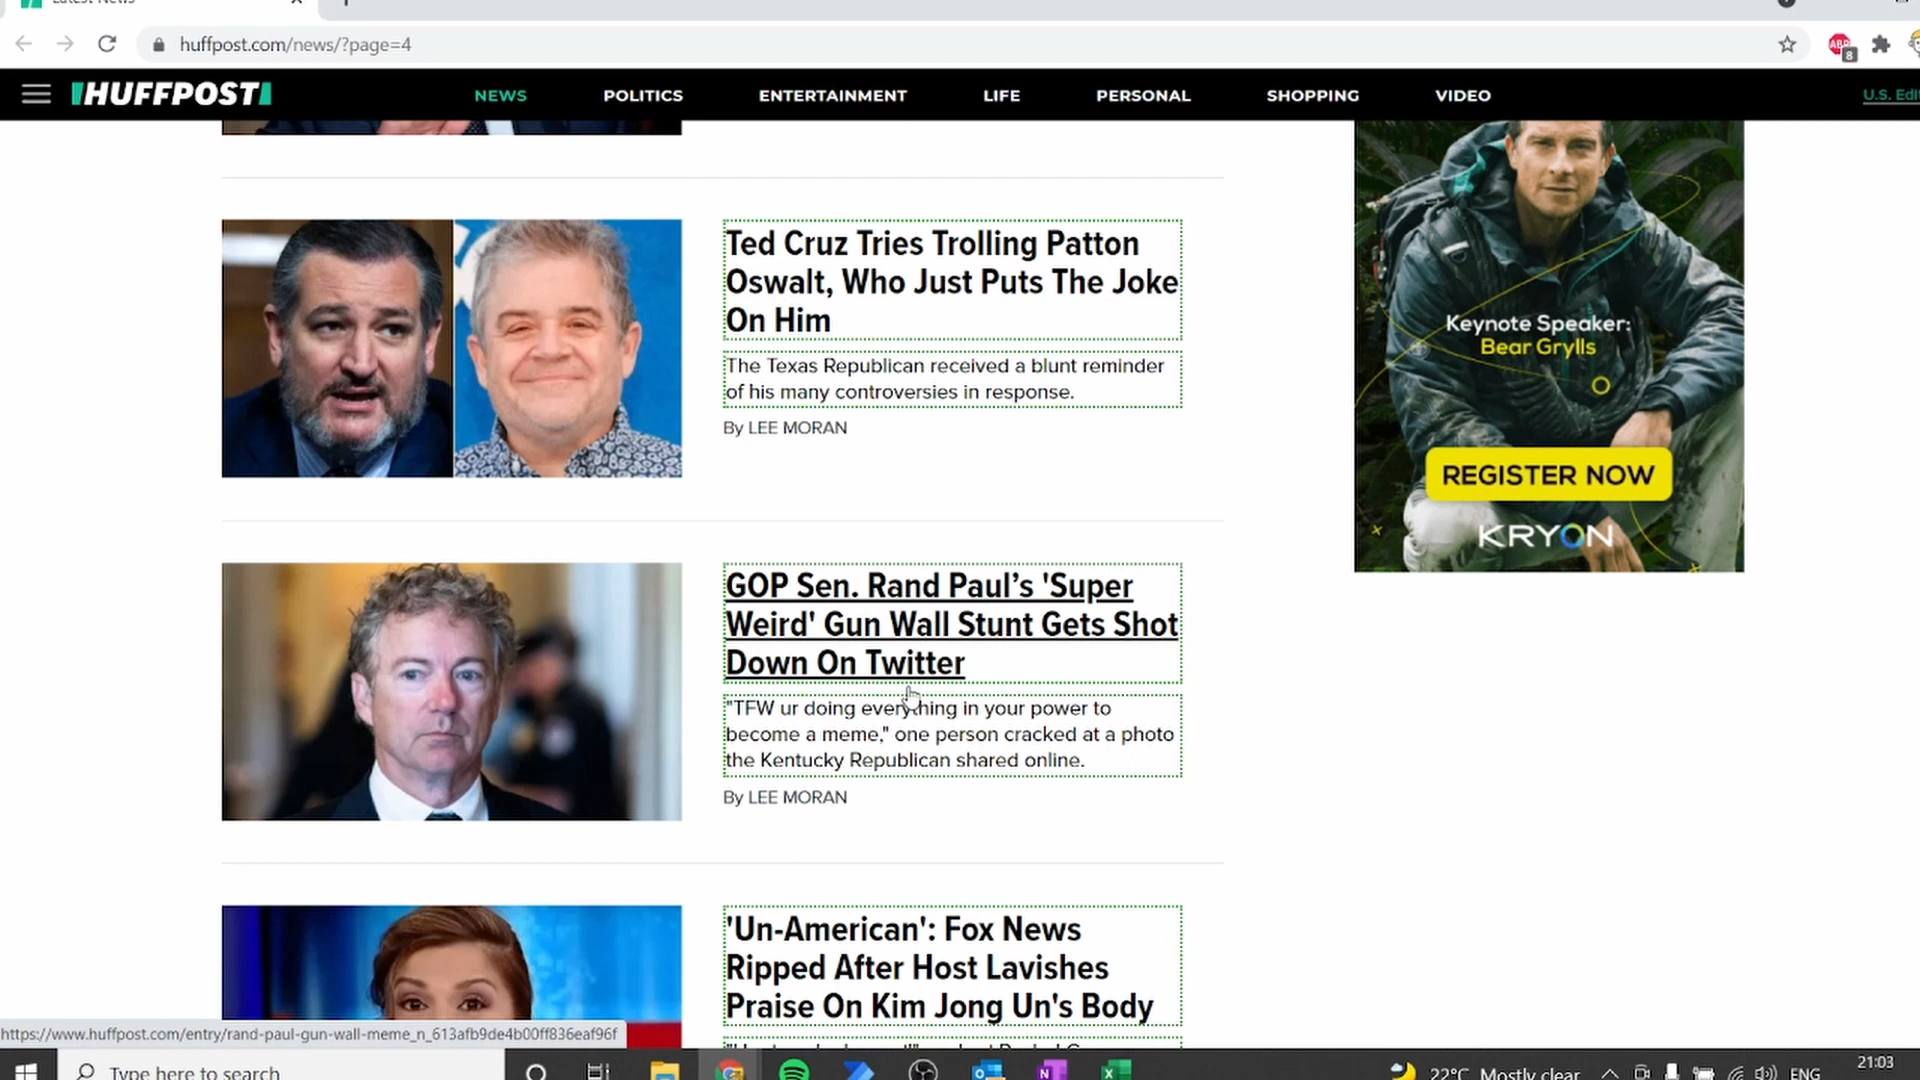 Latest News
huffpost.com/news/?page=4
ABP
8
HUFFPOST
NEWS
POLITICS
ENTERTAINMENT
LIFE
PERSONAL
SHOPPING
VIDEO
U.S. Edi
Ted Cruz Tries Trolling Patton
Oswalt, Who Just Puts The Joke
On Him
The Texas Republican received a blunt reminder
of his many controversies in response.
By LEE MORAN
Keynote Speaker:
Bear Grylls
REGISTER NOW
KRYON
GOP Sen. Rand Paul’s 'Super
Weird' Gun Wall Stunt Gets Shot
Down On Twitter
"TFW ur doing everything in your power to
become a meme," one person cracked at a photo
the Kentucky Republican shared online.
By LEE MORAN
'Un-American': Fox News
Ripped After Host Lavishes
Praise On Kim Jong Un's Body
https://www.huffpost.com/entry/rand-paul-gun-wall-meme_n_613afb9de4b00ff836eaf96f
Type here to search
22°C Mostly clear
ENG
21:03